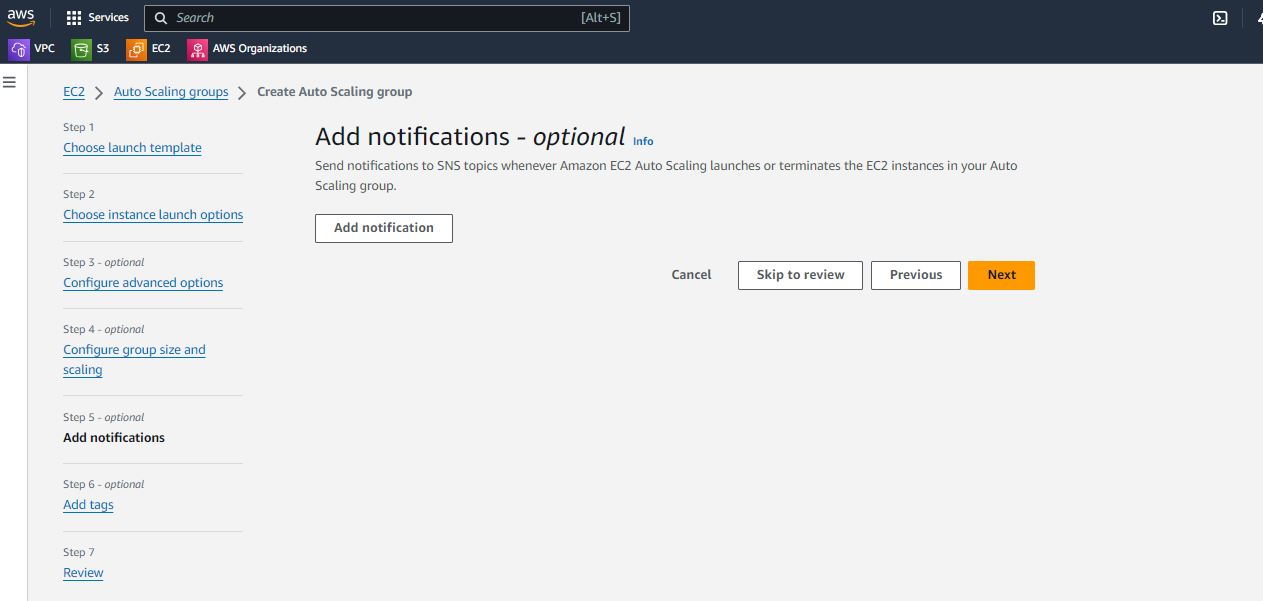 aws Services Search [Alt+S]
VPC S3 EC2 AWS Organizations
EC2 Auto Scaling groups Create Auto Scaling group
Step 1
Choose launch template
Step 2
Choose instance launch options
Step 3 - optional
Configure advanced options
Step 4 - optional
Configure group size and
scaling
Step 5 - optional
Add notifications
Step 6 - optional
Add tags
Step 7
Review
Add notifications - optional Info
Send notifications to SNS topics whenever Amazon EC2 Auto Scaling launches or terminates the EC2 instances in your Auto
Scaling group.
Add notification
Cancel Skip to review Previous Next